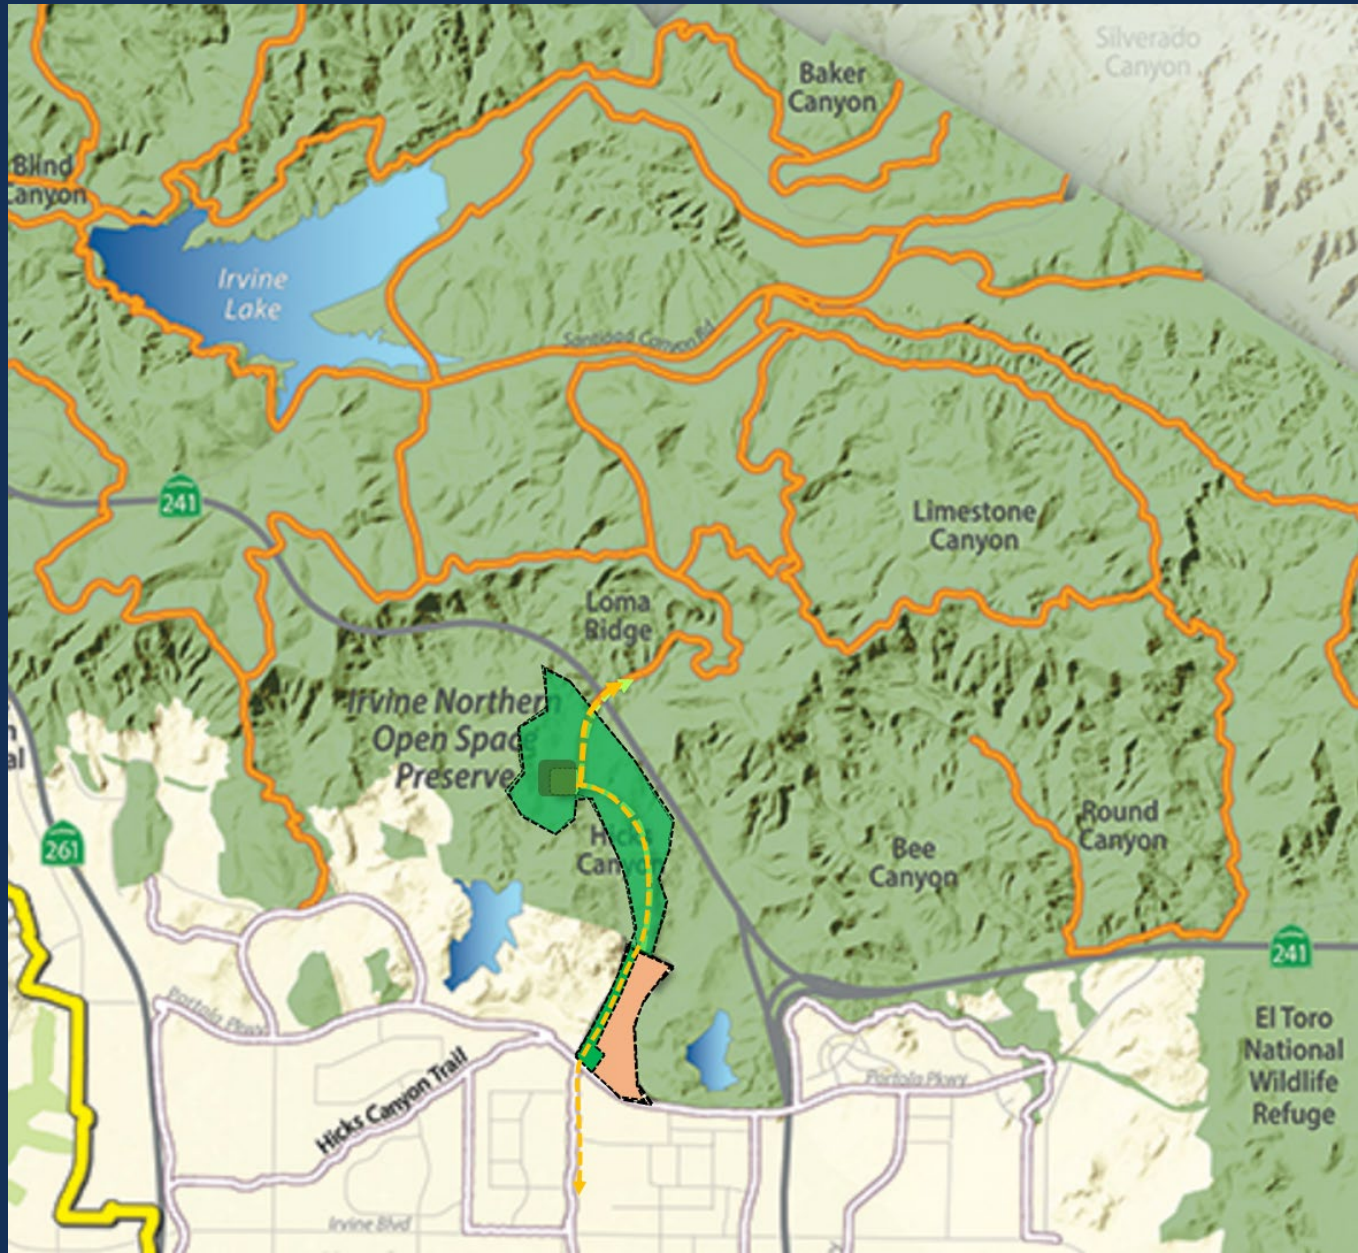 Silverado
Canyon
Baker
Canyon
Blind
Canyon
Irvine
Lake
Santiago Canyon Rd
241
Limestone
Canyon
Loma
Ridge
Irvine Northern
Open Space
Preserve
261
Hicks
Canyon
Bee
Canyon
Round
Canyon
241
Portola Pkwy
Hicks Canyon Trail
Portola Pkwy
El Toro
National
Wildlife
Refuge
Irvine Blvd